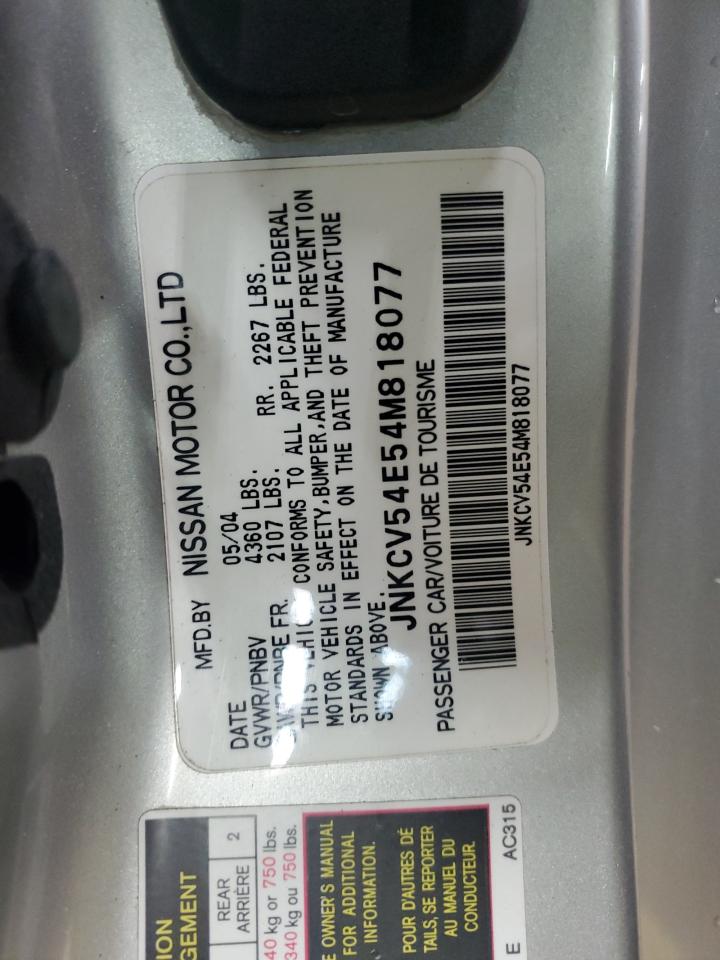 MFD.BY NISSAN MOTOR CO.,LTD
DATE 05/04
GVWR/PNBV 4360 LBS.
FR. 2107 LBS. RR. 2267 LBS.
THIS CONFORMS TO ALL APPLICABLE FEDERAL
MOTOR VEHICLE SAFETY,BUMPER,AND THEFT PREVENTION
STANDARDS IN EFFECT ON THE DATE OF MANUFACTURE
SHOWN ABOVE.
JNKCV54E54M818077
PASSENGER CAR/VOITURE DE TOURISME
JNKCV54E54M818077
ION
GEMENT
REAR
ARRIÈRE 2
40 kg or 750 lbs.
340 kg ou 750 lbs.
E OWNER'S MANUAL
FOR ADDITIONAL
INFORMATION.
POUR D'AUTRES DÉ
TAILS, SE REPORTER
AU MANUEL DU
CONDUCTEUR.
E AC315